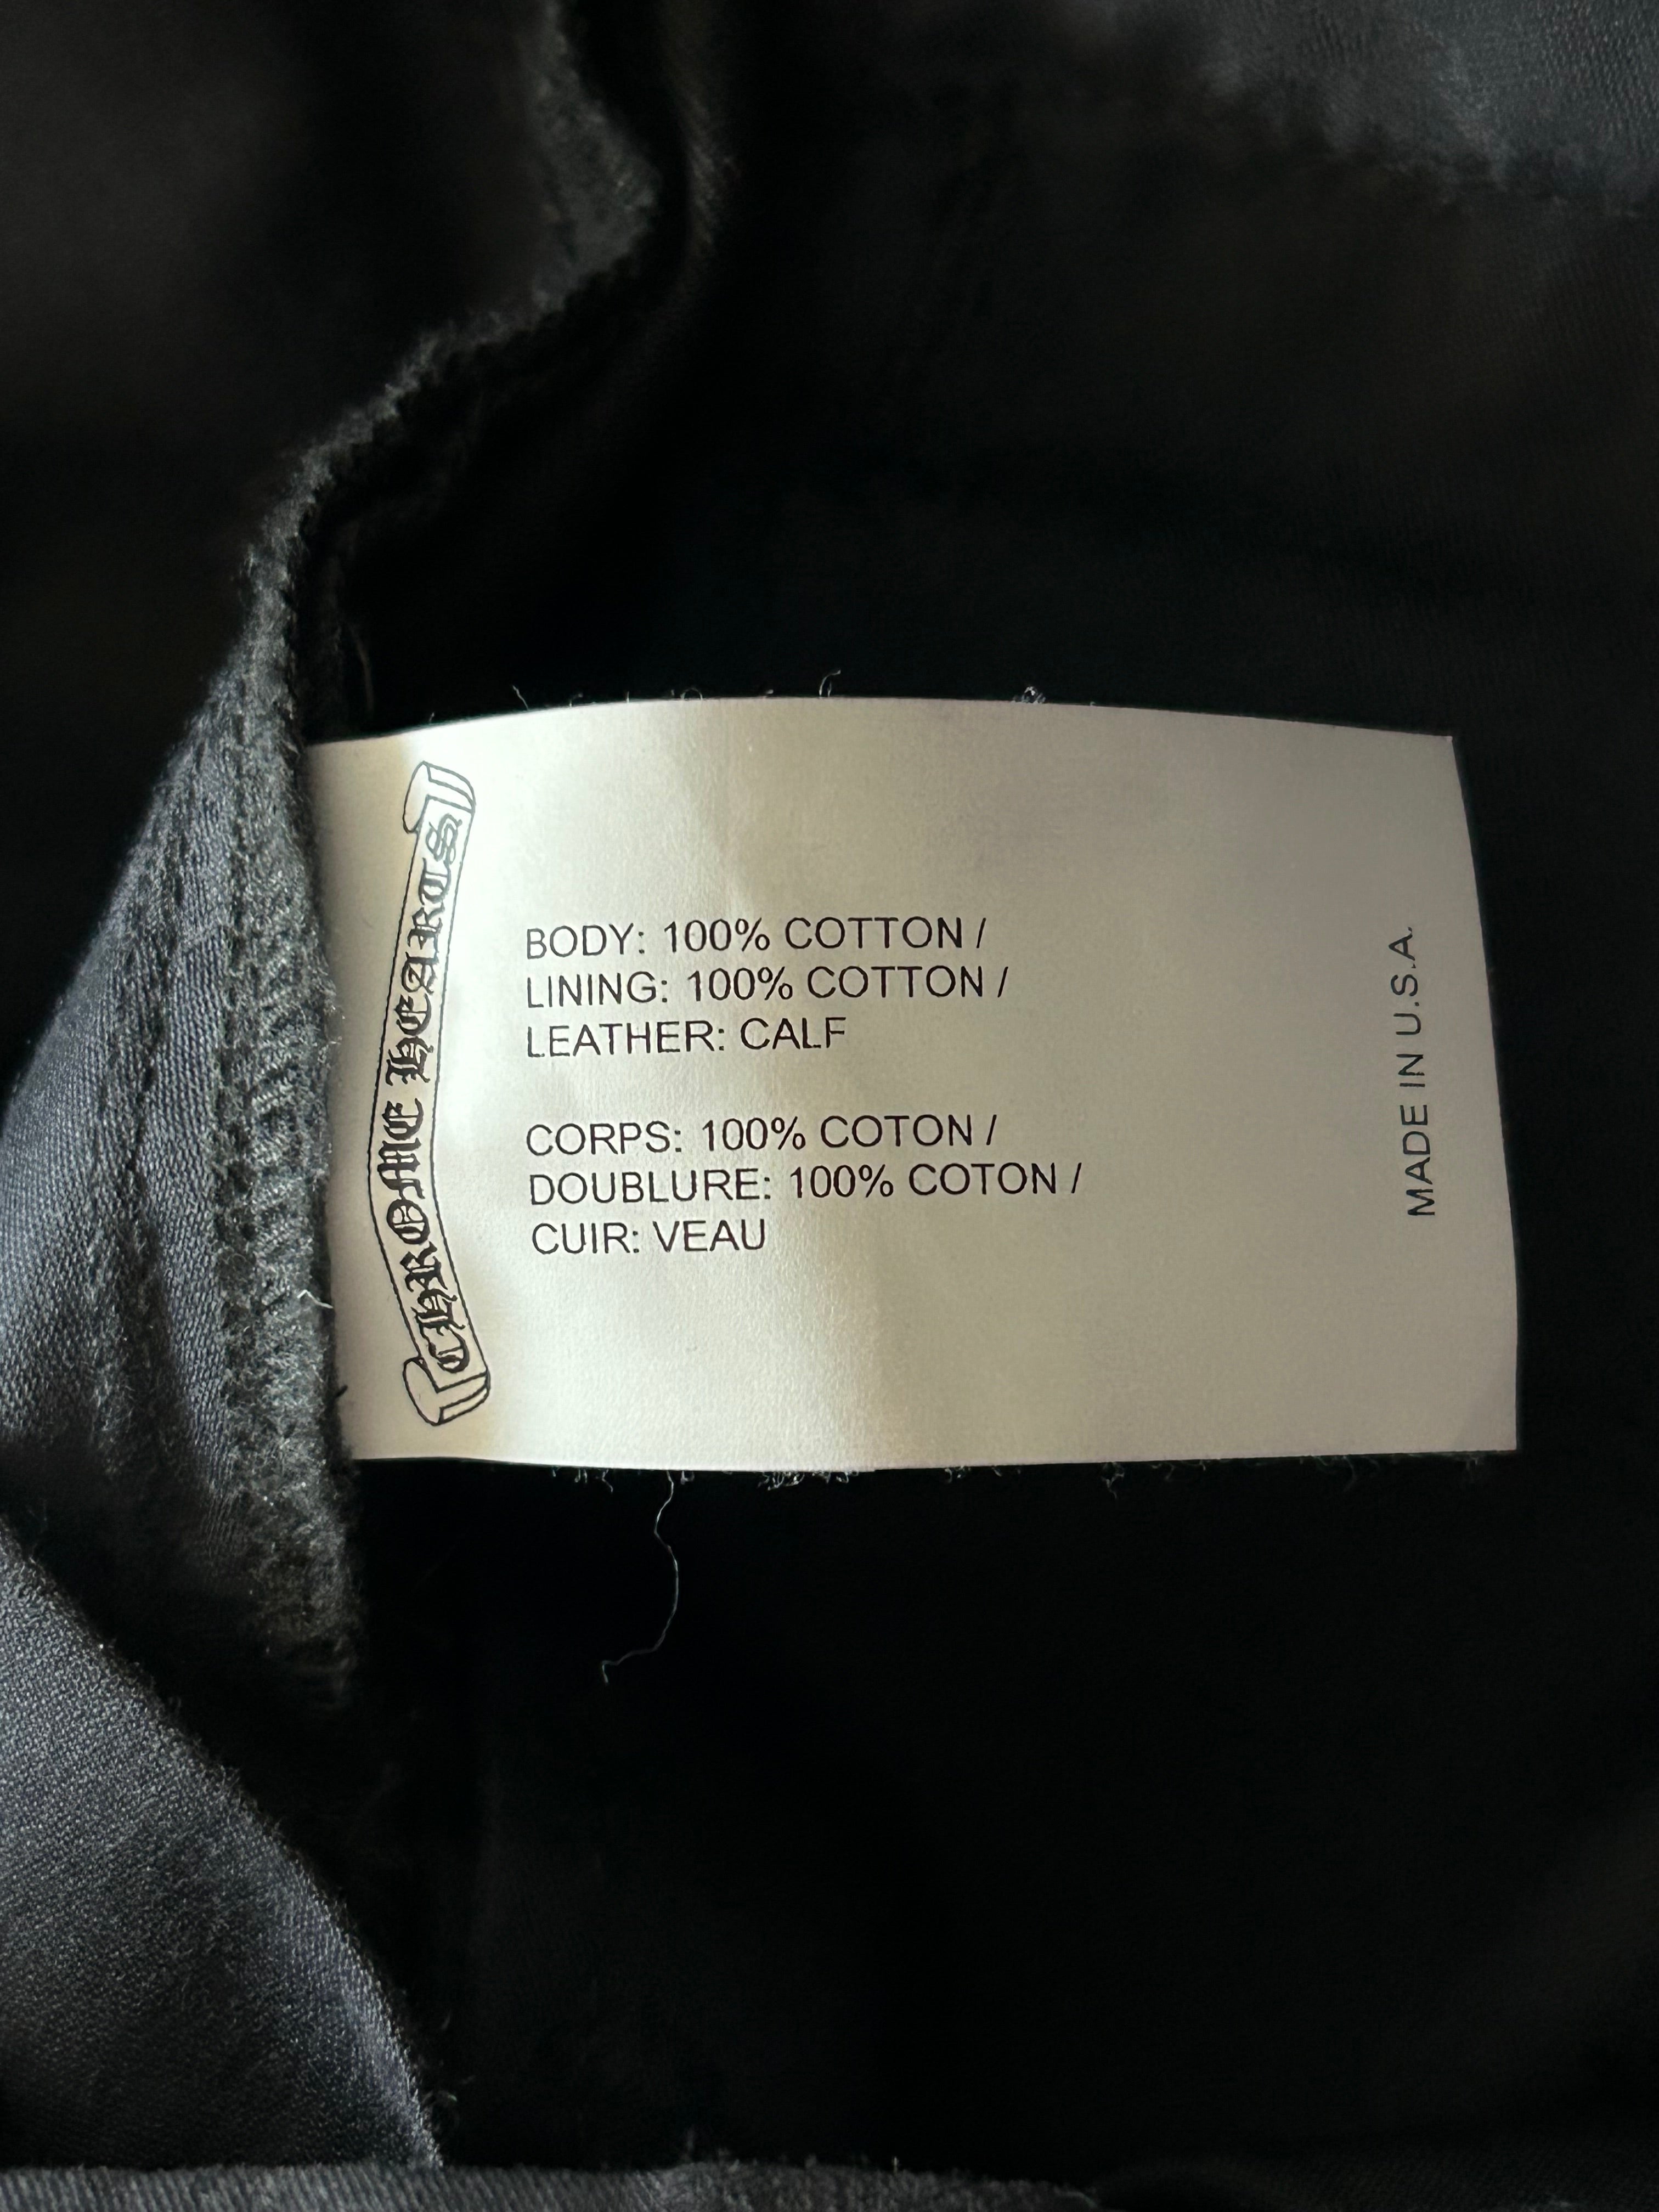 CHROME HEARTS
BODY: 100% COTTON /
LINING: 100% COTTON /
LEATHER: CALF
CORPS: 100% COTON /
DOUBLURE: 100% COTON /
CUIR: VEAU
MADE IN U.S.A.